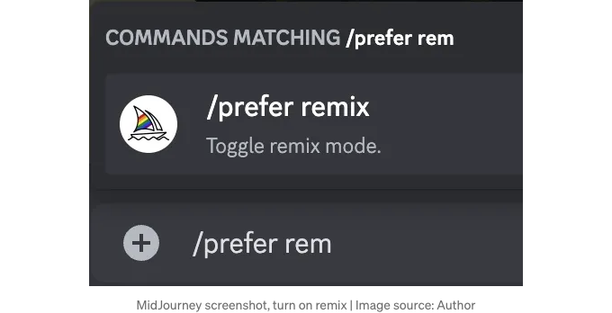 COMMANDS MATCHING /prefer rem
/prefer remix
Toggle remix mode.
/prefer rem
MidJourney screenshot, turn on remix | Image source: Author